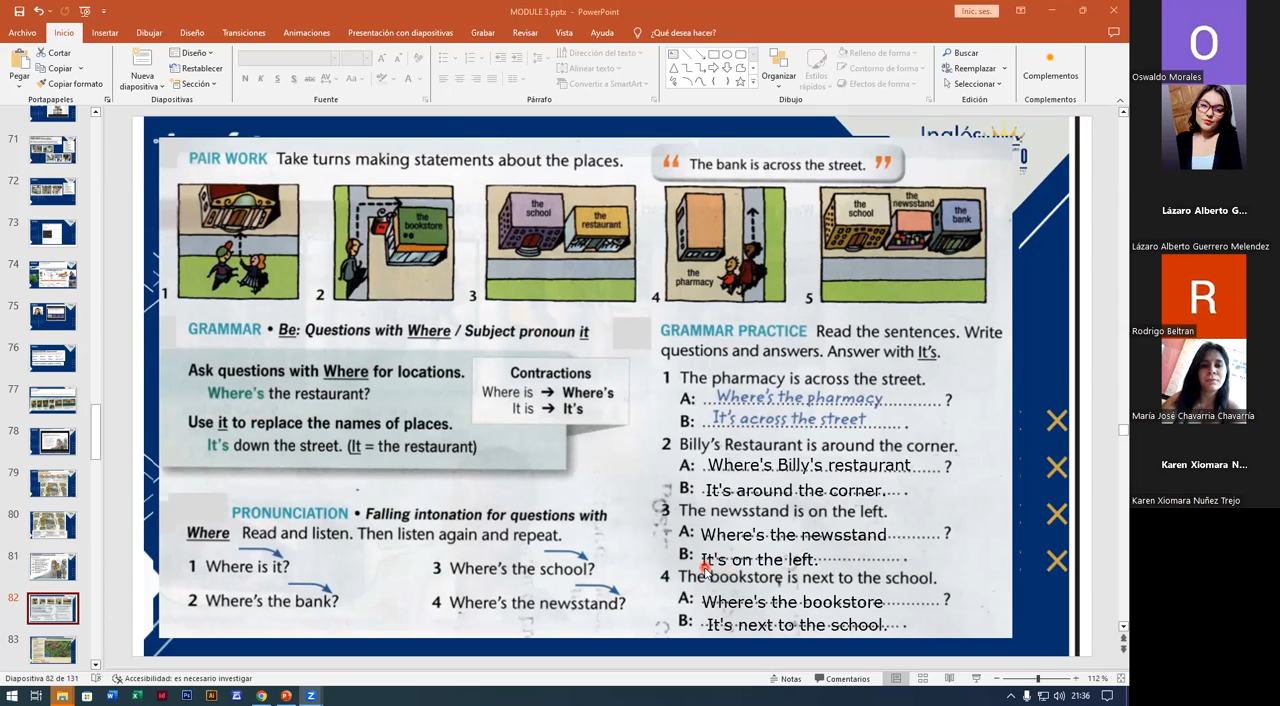 MODULE 3.pptx - PowerPoint
Inic. ses.
Archivo Inicio Insertar Dibujar Diseño Transiciones Animaciones Presentación con diapositivas Grabar Revisar Vista Ayuda ¿Qué desea hacer?
Pegar
Cortar
Copiar
Copiar formato
Portapapeles
Nueva diapositiva
Diseño
Restablecer
Sección
Diapositivas
N K S S abc AV Aa A
Fuente
Dirección del texto
Alinear texto
Convertir a SmartArt
Párrafo
Organizar
Estilos rápidos
Relleno de forma
Contorno de forma
Efectos de forma
Dibujo
Buscar
Reemplazar
Seleccionar
Edición
Complementos
Complementos
71
72
73
74
75
76
77
78
79
80
81
82
83
Inglés
PAIR WORK Take turns making statements about the places.
“ The bank is across the street. ”
1
2
the bookstore
3
the school
the restaurant
4
the pharmacy
5
the school
the newsstand
the bank
GRAMMAR • Be: Questions with Where / Subject pronoun it
Ask questions with Where for locations.
Where's the restaurant?
Use it to replace the names of places.
It's down the street. (It = the restaurant)
Contractions
Where is → Where's
It is → It's
PRONUNCIATION • Falling intonation for questions with
Where Read and listen. Then listen again and repeat.
1 Where is it?
2 Where's the bank?
3 Where's the school?
4 Where's the newsstand?
GRAMMAR PRACTICE Read the sentences. Write
questions and answers. Answer with It's.
1 The pharmacy is across the street.
A: Where's the pharmacy ?
B: It's across the street .
2 Billy's Restaurant is around the corner.
A: Where's Billy's restaurant ?
B: It's around the corner. .
3 The newsstand is on the left.
A: Where's the newsstand ?
B: It's on the left. .
4 The bookstore is next to the school.
A: Where's the bookstore ?
B: It's next to the school. .
O
Oswaldo Morales
Lázaro Alberto G...
Lázaro Alberto Guerrero Melendez
R
Rodrigo Beltran
María José Chavarria Chavarría
Karen Xiomara N...
Karen Xiomara Nuñez Trejo
Diapositiva 82 de 131
Accesibilidad: es necesario investigar
Notas
Comentarios
112 %
21:36